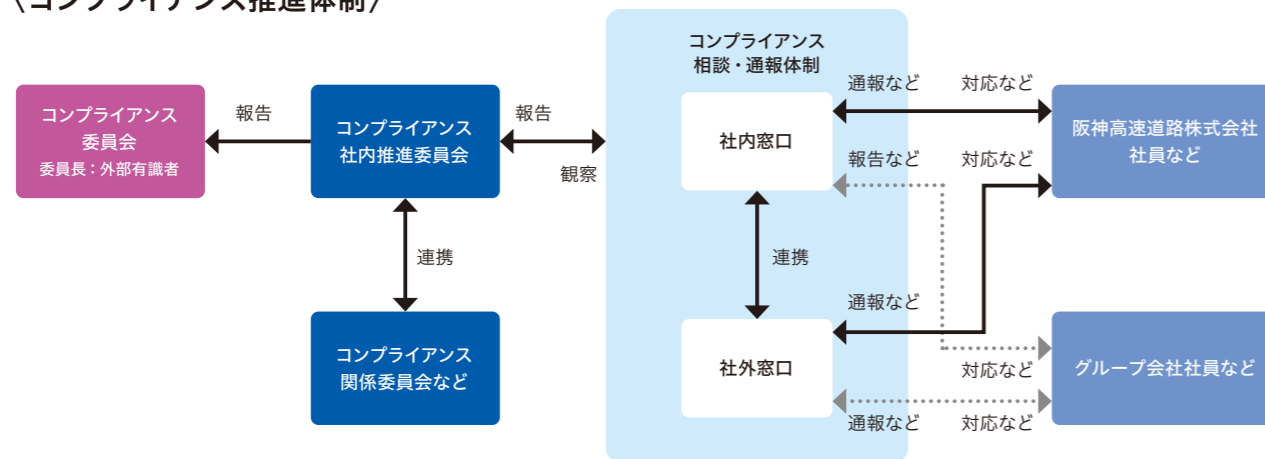 \コンプライアンス推進体制/
コンプライアンス
相談・通報体制
コンプライアンス
委員会
委員長：外部有識者
報告
コンプライアンス
社内推進委員会
報告
観察
連携
コンプライアンス
関係委員会など
社内窓口
連携
社外窓口
通報など
対応など
報告など
対応など
通報など
対応など
通報など
対応など
阪神高速道路株式会社
社員など
グループ会社社員など